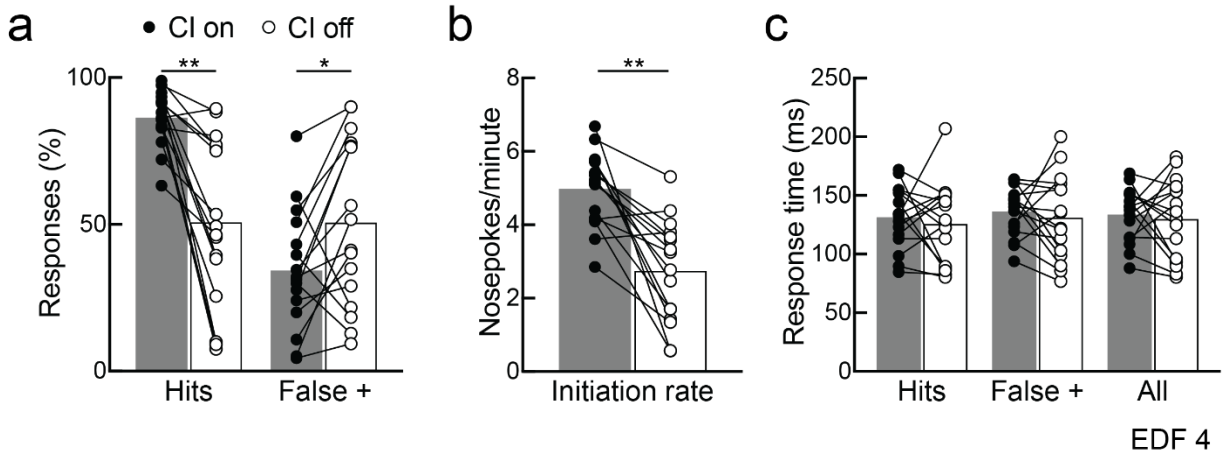 a
● CI on ○ CI off
**
*
100
50
0
Responses (%)
Hits
False +
b
**
8
6
4
2
0
Nosepokes/minute
Initiation rate
c
250
200
150
100
50
0
Response time (ms)
Hits
False +
All
EDF 4